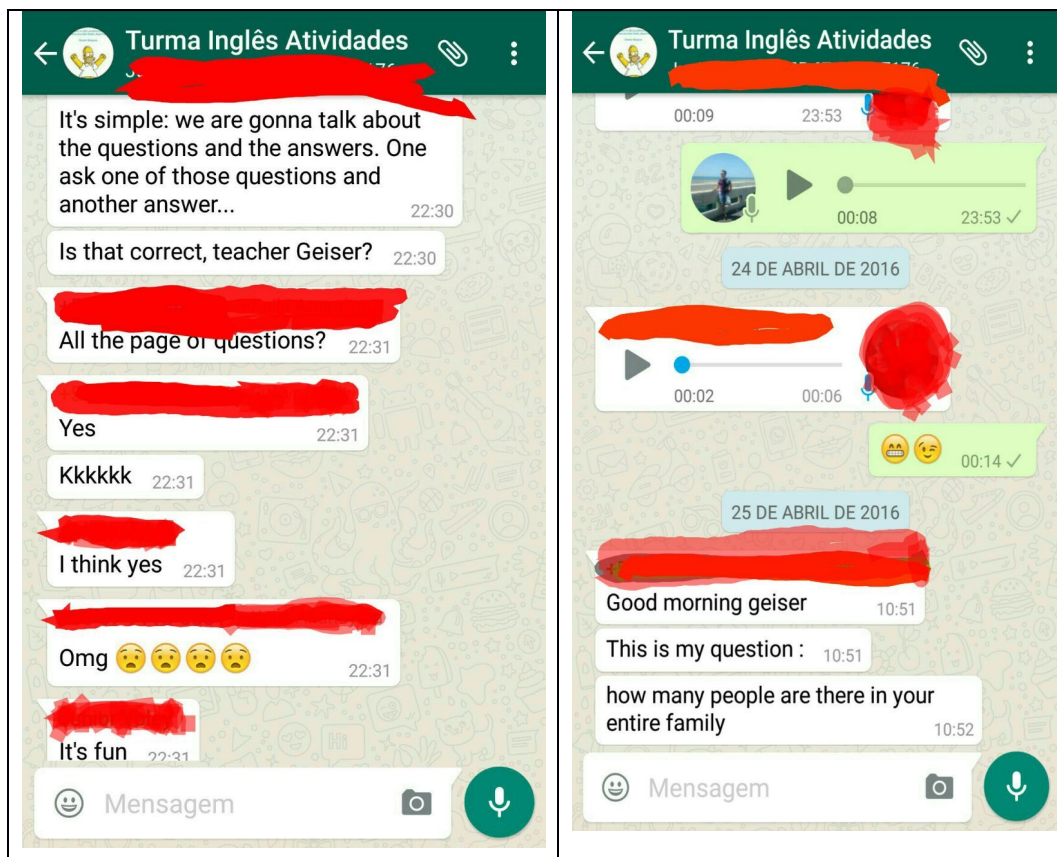 Turma Inglês Atividades
It's simple: we are gonna talk about
the questions and the answers. One
ask one of those questions and
another answer...
22:30
Is that correct, teacher Geiser? 22:30
All the page of questions? 22:31
Yes
22:31
Kkkkkk 22:31
I think yes 22:31
Omg 😧😧😧😧
22:31
It's fun 22:31
Mensagem
Turma Inglês Atividades
00:09 23:53
00:08 23:53
24 DE ABRIL DE 2016
00:02 00:06
😁😉 00:14
25 DE ABRIL DE 2016
Good morning geiser 10:51
This is my question : 10:51
how many people are there in your
entire family 10:52
Mensagem